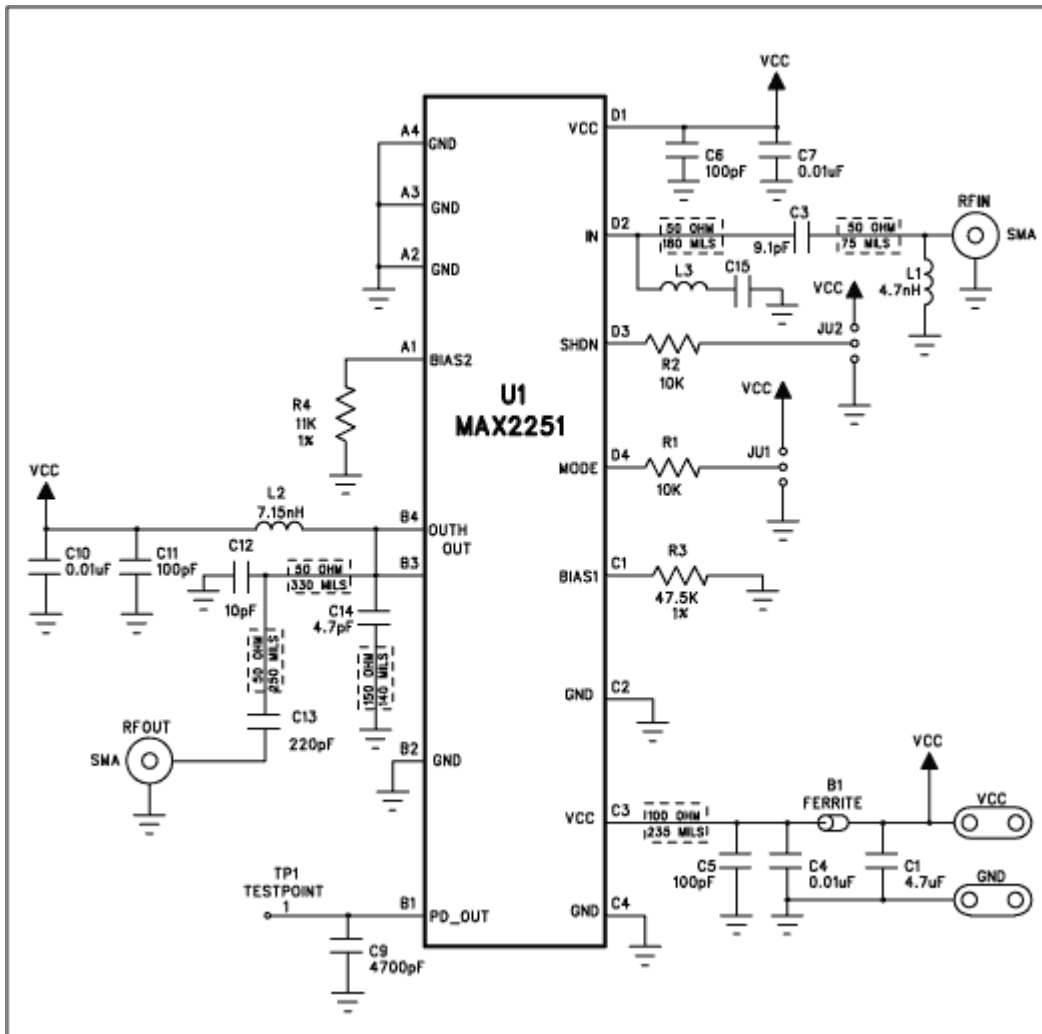 VCC
D1
VCC
C6
100pF
C7
0.01uF
A4
GND
A3
GND
A2
GND
D2
IN
50 OHM
180 MILS
C3
9.1pF
50 OHM
75 MILS
RFIN
SMA
L1
4.7nH
L3
C15
VCC
JU2
D3
SHDN
R2
10K
A1
BIAS2
R4
11K
1%
U1
MAX2251
VCC
JU1
D4
MODE
R1
10K
VCC
L2
7.15nH
B4
OUTH
OUT
B3
C10
0.01uF
C11
100pF
C12
10pF
50 OHM
330 MILS
C14
4.7pF
50 OHM
250 MILS
150 OHM
140 MILS
C1
BIAS1
R3
47.5K
1%
C13
220pF
RFOUT
SMA
C2
GND
B2
GND
C3
VCC
100 OHM
235 MILS
B1
FERRITE
VCC
VCC
C5
100pF
C4
0.01uF
C1
4.7uF
GND
TP1
TESTPOINT
1
B1
PD_OUT
C9
4700pF
C4
GND